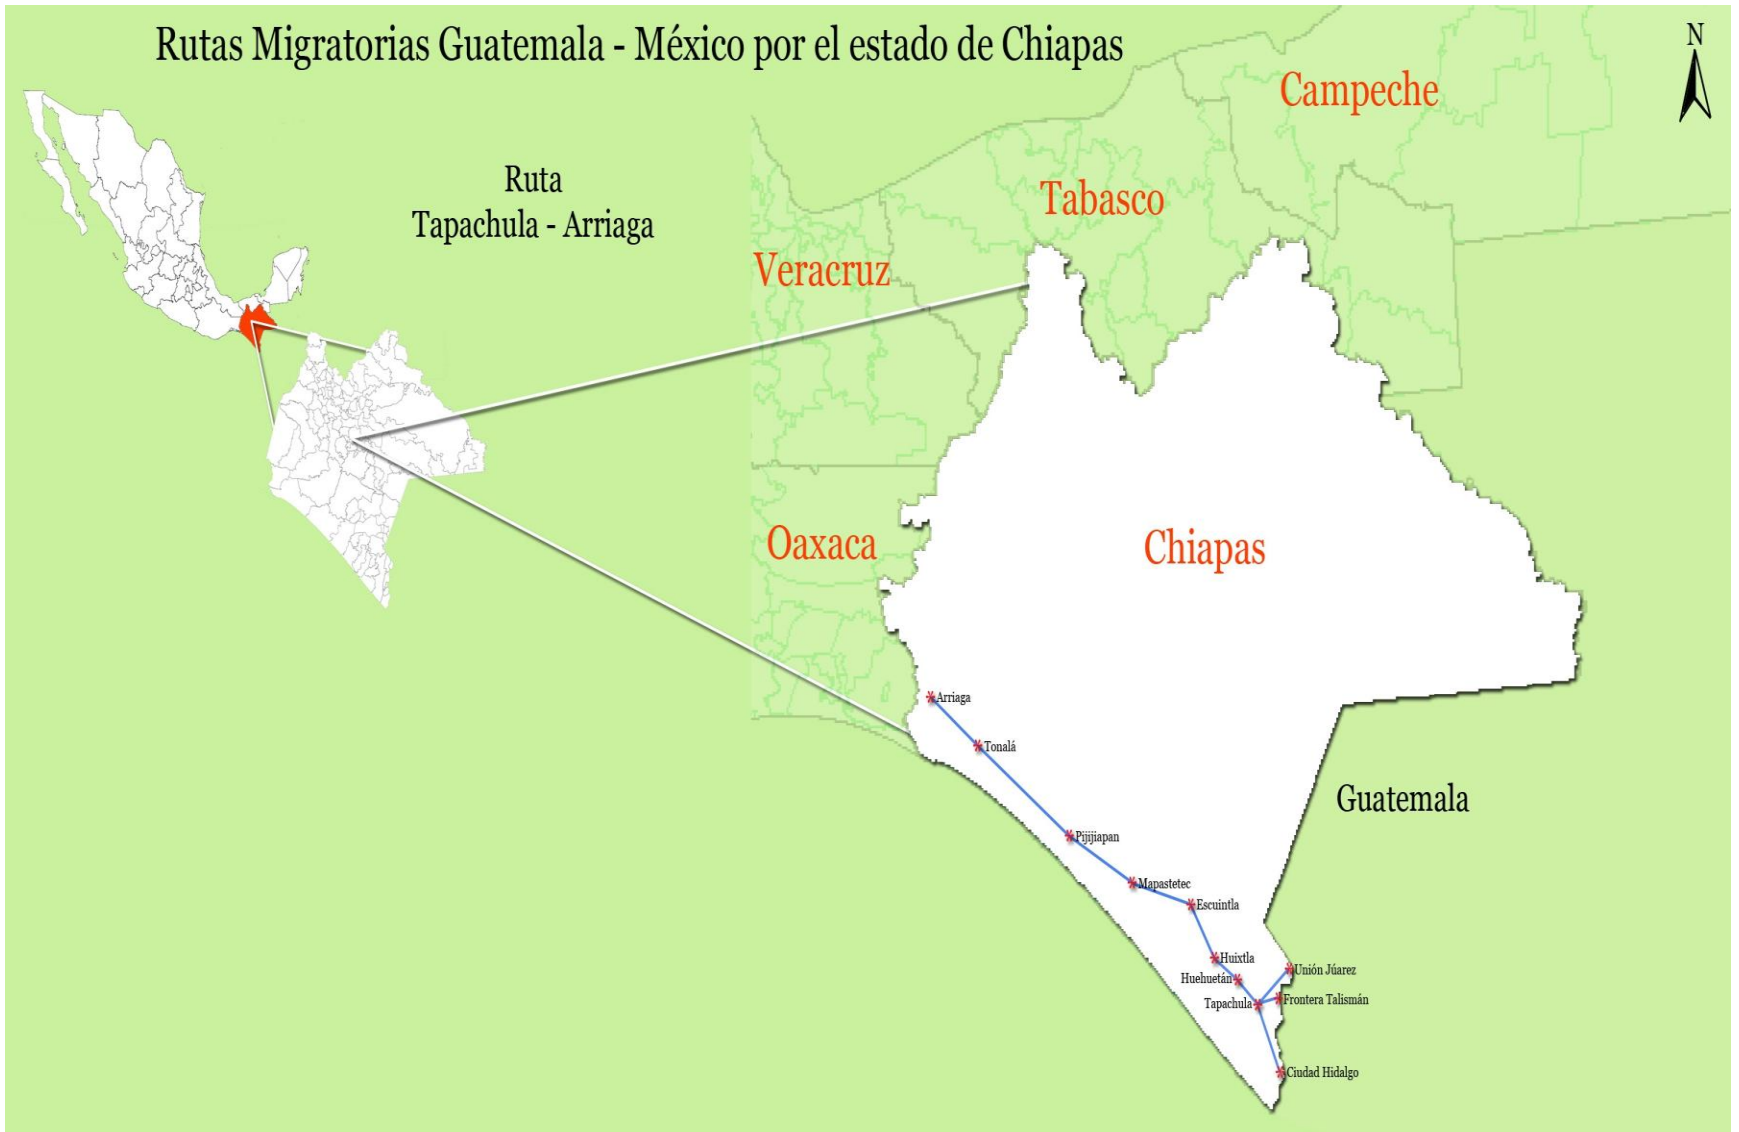 Rutas Migratorias Guatemala - México por el estado de Chiapas
N
Campeche
Ruta
Tapachula - Arriaga
Tabasco
Veracruz
Oaxaca
Chiapas
Arriaga
Tonalá
Guatemala
Pijijiapan
Mapastetec
Escuintla
Huixtla
Unión Júarez
Huehuetán
Frontera Talismán
Tapachula
Ciudad Hidalgo